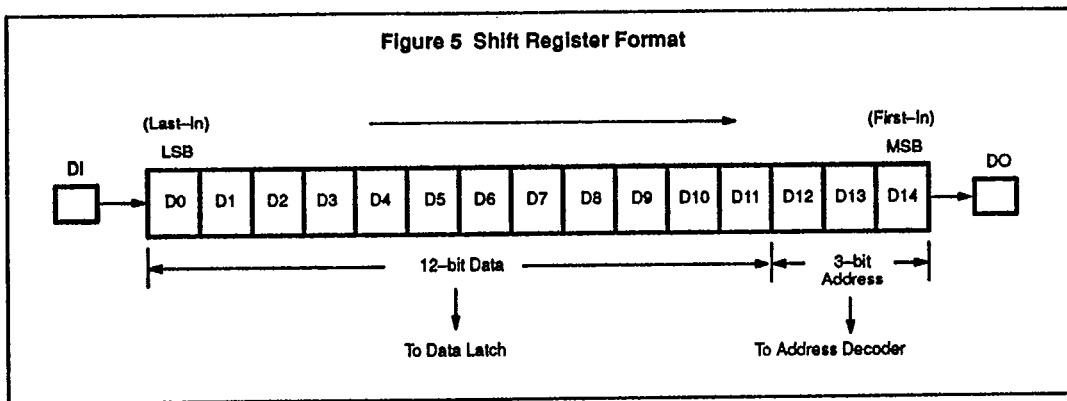 Figure 5 Shift Register Format
(Last–In)
(First–In)
LSB
MSB
DI
DO
D0 D1 D2 D3 D4 D5 D6 D7 D8 D9 D10 D11 D12 D13 D14
12–bit Data
3–bit
Address
To Data Latch
To Address Decoder